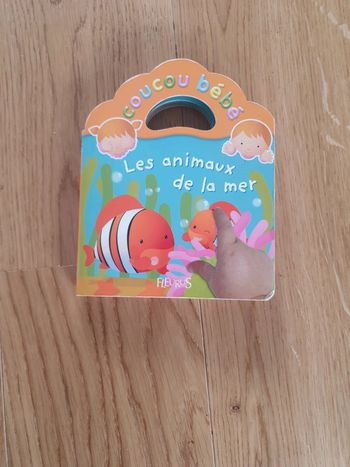 coucou bébé
Les animaux
de la mer
FLEURUS